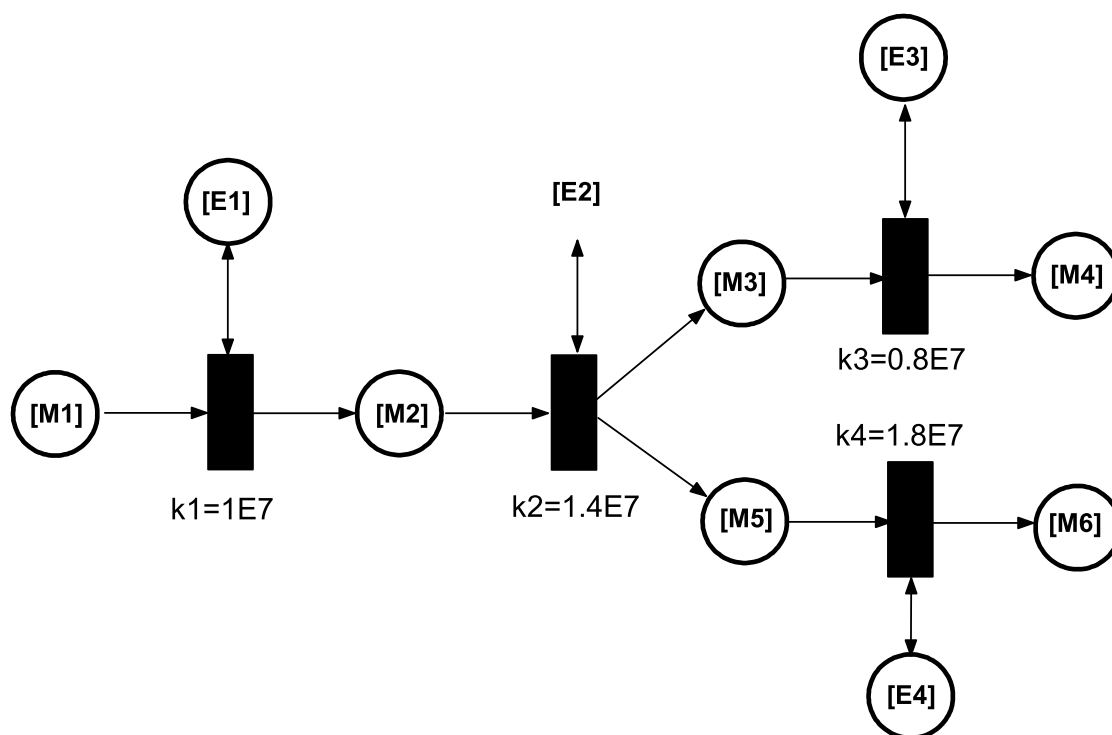 [E3]
[E1]
[E2]
[M3]
[M4]
k3=0.8E7
[M1]
[M2]
k4=1.8E7
k1=1E7
k2=1.4E7
[M5]
[M6]
[E4]